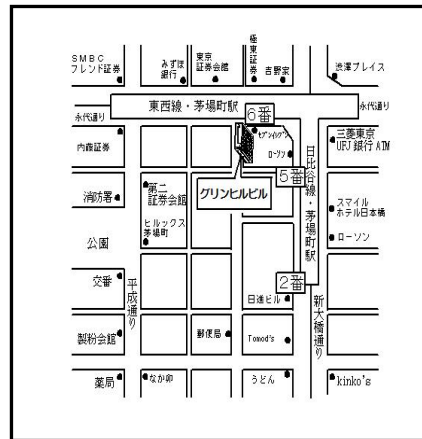 SMBC
フレンド証券
みずほ
銀行
東京
証券会館
極東証券
吉野家
渋澤プレイス
東西線・茅場町駅
6番
永代通り
永代通り
内藤証券
セブンイレブン
ローソン
三菱東京
UFJ銀行ATM
日比谷線・茅場町駅
5番
消防署
第二
証券会館
グリンヒルビル
スマイル
ホテル日本橋
ヒルックス
茅場町
ローソン
公園
2番
交番
平成通り
日進ビル
新大橋通り
製粉会館
郵便局
Tomod's
薬局
なか卯
うどん
kinko's